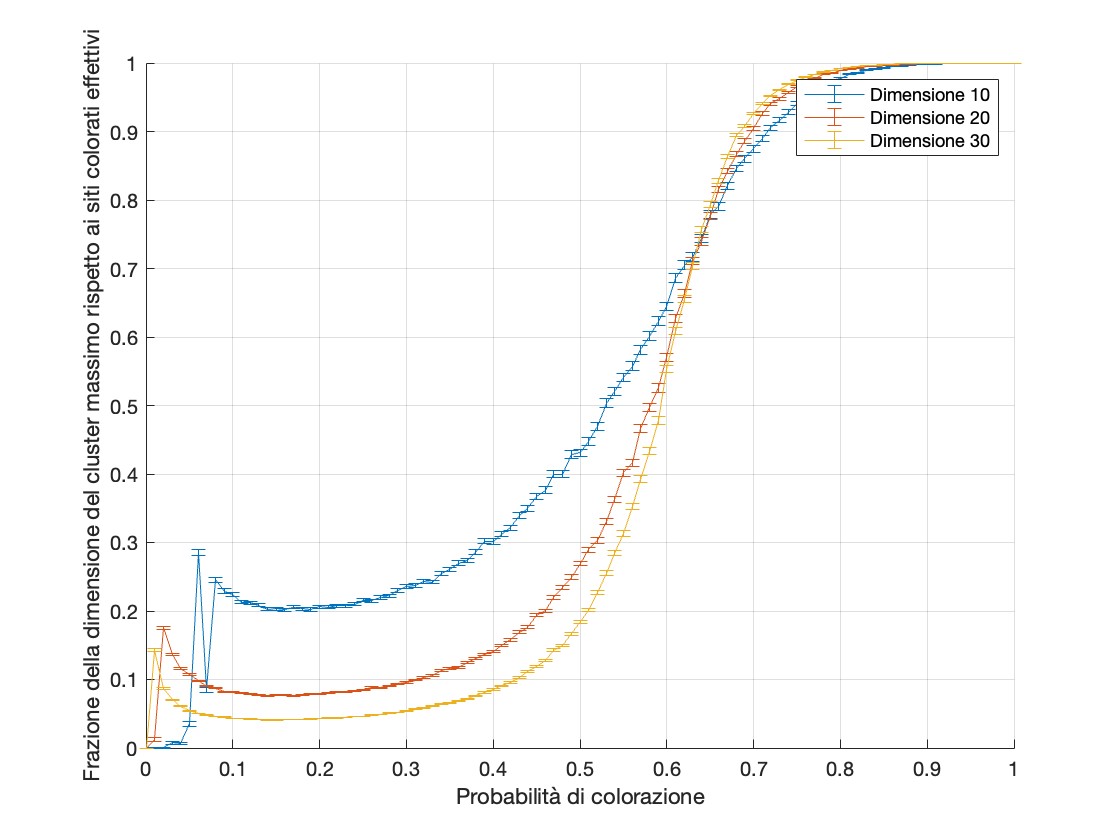 Frazione della dimensione del cluster massimo rispetto ai siti colorati effettivi
1
0.9
0.8
0.7
0.6
0.5
0.4
0.3
0.2
0.1
0
Dimensione 10
Dimensione 20
Dimensione 30
0 0.1 0.2 0.3 0.4 0.5 0.6 0.7 0.8 0.9 1
Probabilità di colorazione